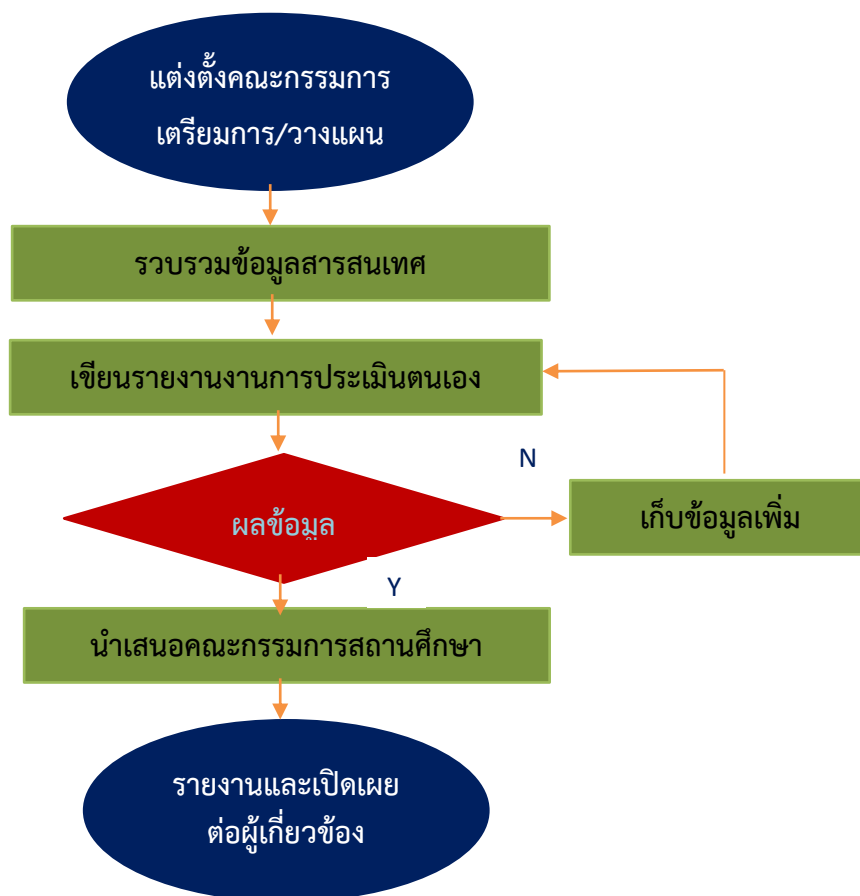 แต่งตั้งคณะกรรมการ
เตรียมการ/วางแผน
รวบรวมข้อมูลสารสนเทศ
เขียนรายงานงานการประเมินตนเอง
N
ผลข้อมูล
เก็บข้อมูลเพิ่ม
Y
นำเสนอคณะกรรมการสถานศึกษา
รายงานและเปิดเผย
ต่อผู้เกี่ยวข้อง